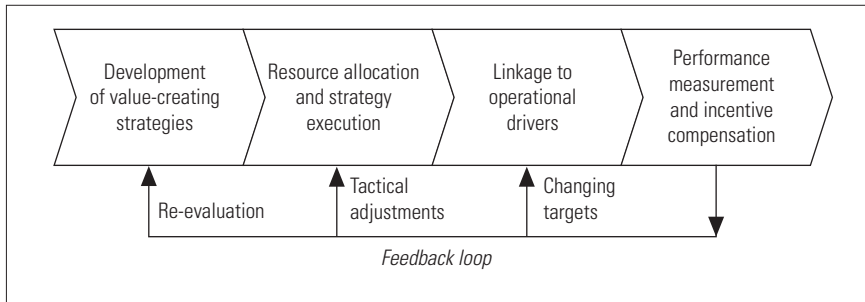 Development
of value-creating
strategies
Resource allocation
and strategy
execution
Linkage to
operational
drivers
Performance
measurement
and incentive
compensation
Re-evaluation
Tactical
adjustments
Changing
targets
Feedback loop